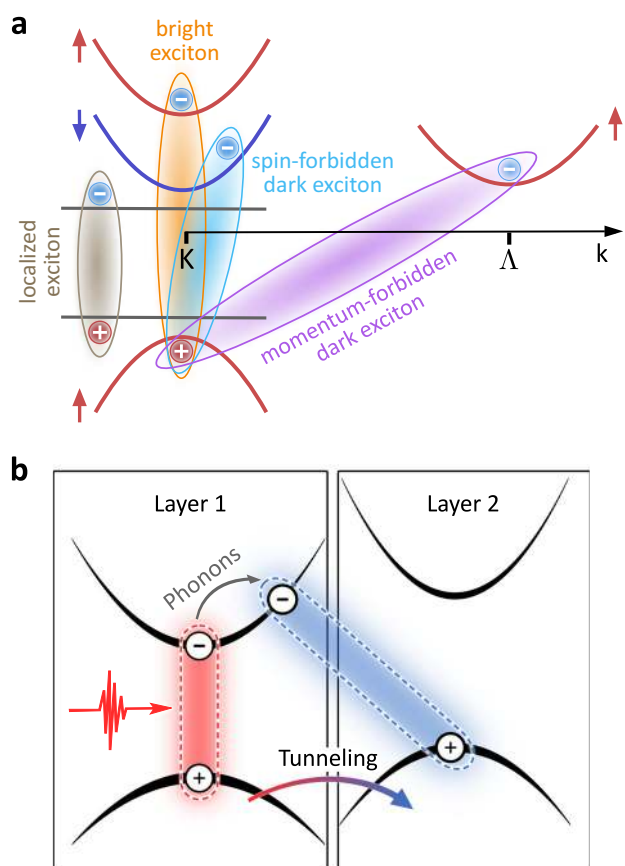 a
bright
exciton
spin-forbidden
dark exciton
localized
exciton
K
Λ
k
momentum-forbidden
dark exciton
b
Layer 1
Layer 2
Phonons
Tunneling